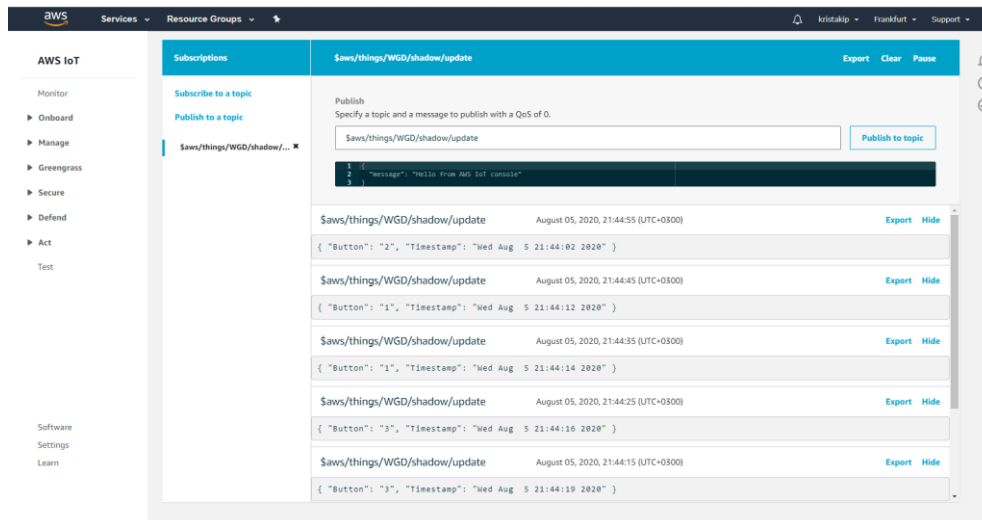 aws Services Resource Groups kristakip Frankfurt Support
AWS IoT
Monitor
Onboard
Manage
Greengrass
Secure
Defend
Act
Test
Software
Settings
Learn
Subscriptions
Subscribe to a topic
Publish to a topic
$aws/things/WGD/shadow/... ✖
$aws/things/WGD/shadow/update Export Clear Pause
Publish
Specify a topic and a message to publish with a QoS of 0.
$aws/things/WGD/shadow/update Publish to topic
1 {
2 "message": "Hello from AWS IoT console"
3 }
$aws/things/WGD/shadow/update August 05, 2020, 21:44:55 (UTC+0300) Export Hide
{ "Button": "2", "Timestamp": "Wed Aug  5 21:44:02 2020" }
$aws/things/WGD/shadow/update August 05, 2020, 21:44:45 (UTC+0300) Export Hide
{ "Button": "1", "Timestamp": "Wed Aug  5 21:44:12 2020" }
$aws/things/WGD/shadow/update August 05, 2020, 21:44:35 (UTC+0300) Export Hide
{ "Button": "1", "Timestamp": "Wed Aug  5 21:44:14 2020" }
$aws/things/WGD/shadow/update August 05, 2020, 21:44:25 (UTC+0300) Export Hide
{ "Button": "3", "Timestamp": "Wed Aug  5 21:44:16 2020" }
$aws/things/WGD/shadow/update August 05, 2020, 21:44:15 (UTC+0300) Export Hide
{ "Button": "3", "Timestamp": "Wed Aug  5 21:44:19 2020" }